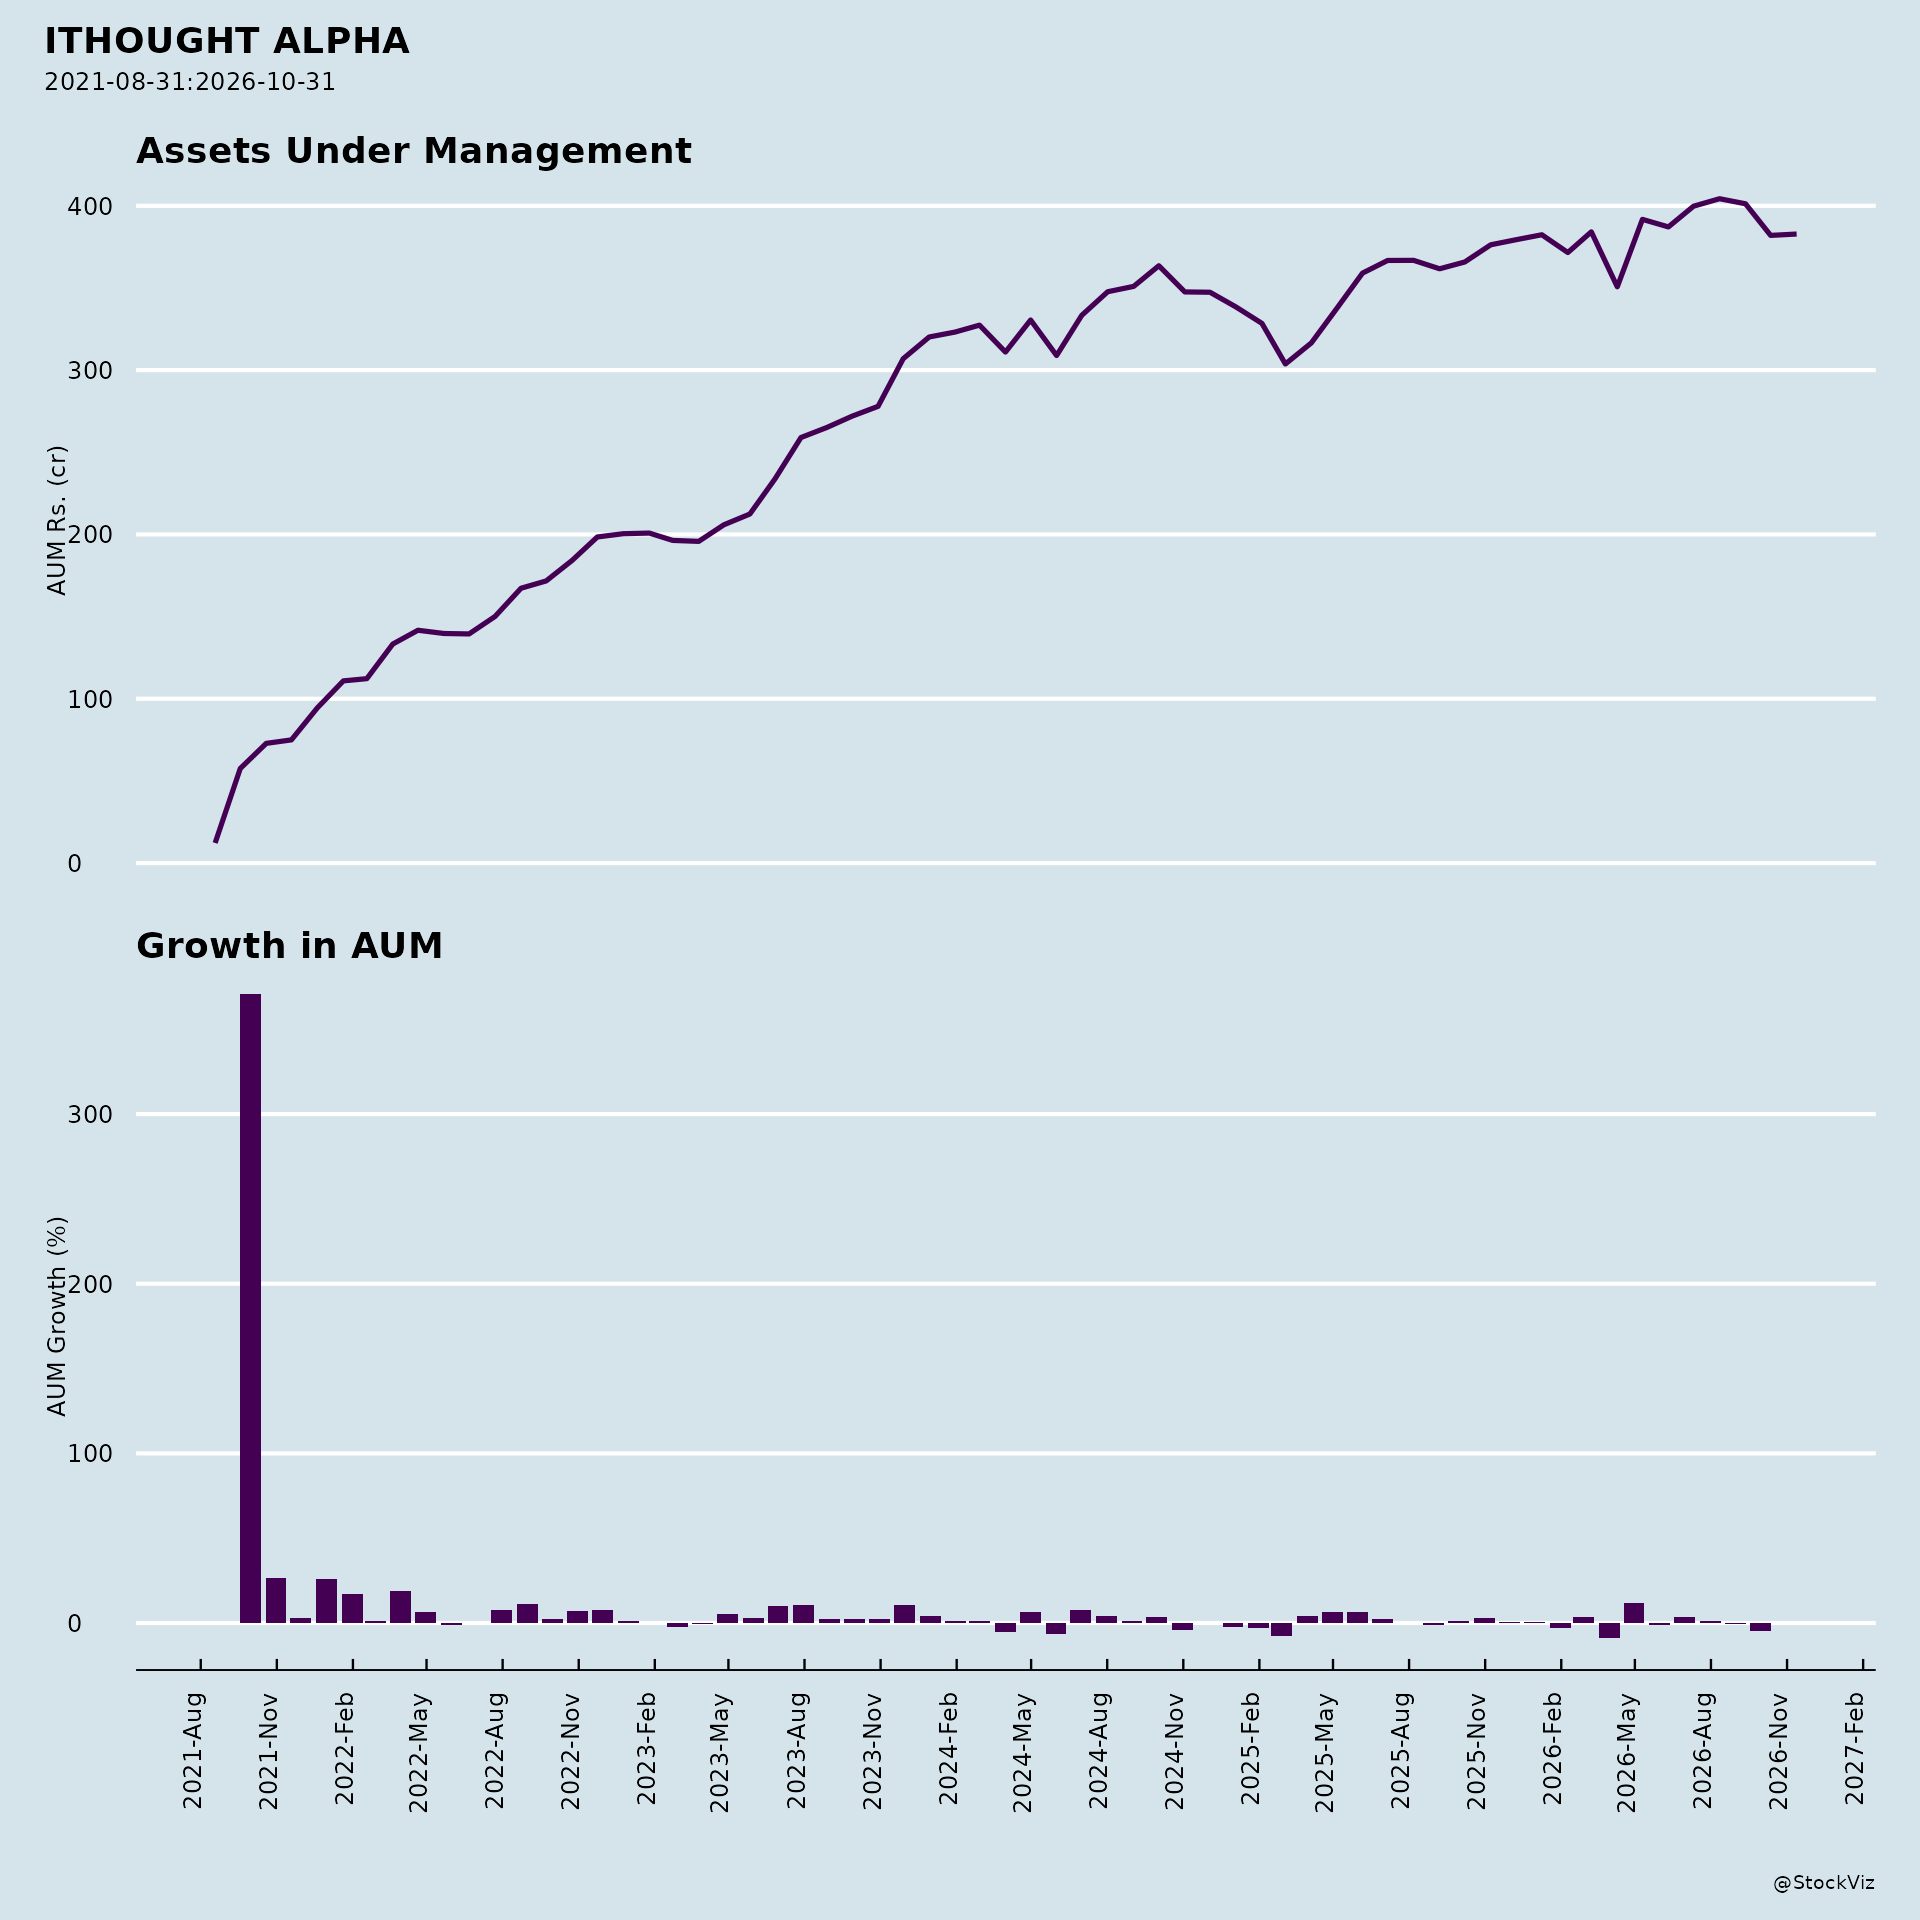 ITHOUGHT ALPHA
2021-08-31:2026-10-31
Assets Under Management
AUM Rs. (cr)
400
300
200
100
0
Growth in AUM
AUM Growth (%)
300
200
100
0
2021-Aug
2021-Nov
2022-Feb
2022-May
2022-Aug
2022-Nov
2023-Feb
2023-May
2023-Aug
2023-Nov
2024-Feb
2024-May
2024-Aug
2024-Nov
2025-Feb
2025-May
2025-Aug
2025-Nov
2026-Feb
2026-May
2026-Aug
2026-Nov
2027-Feb
@StockViz